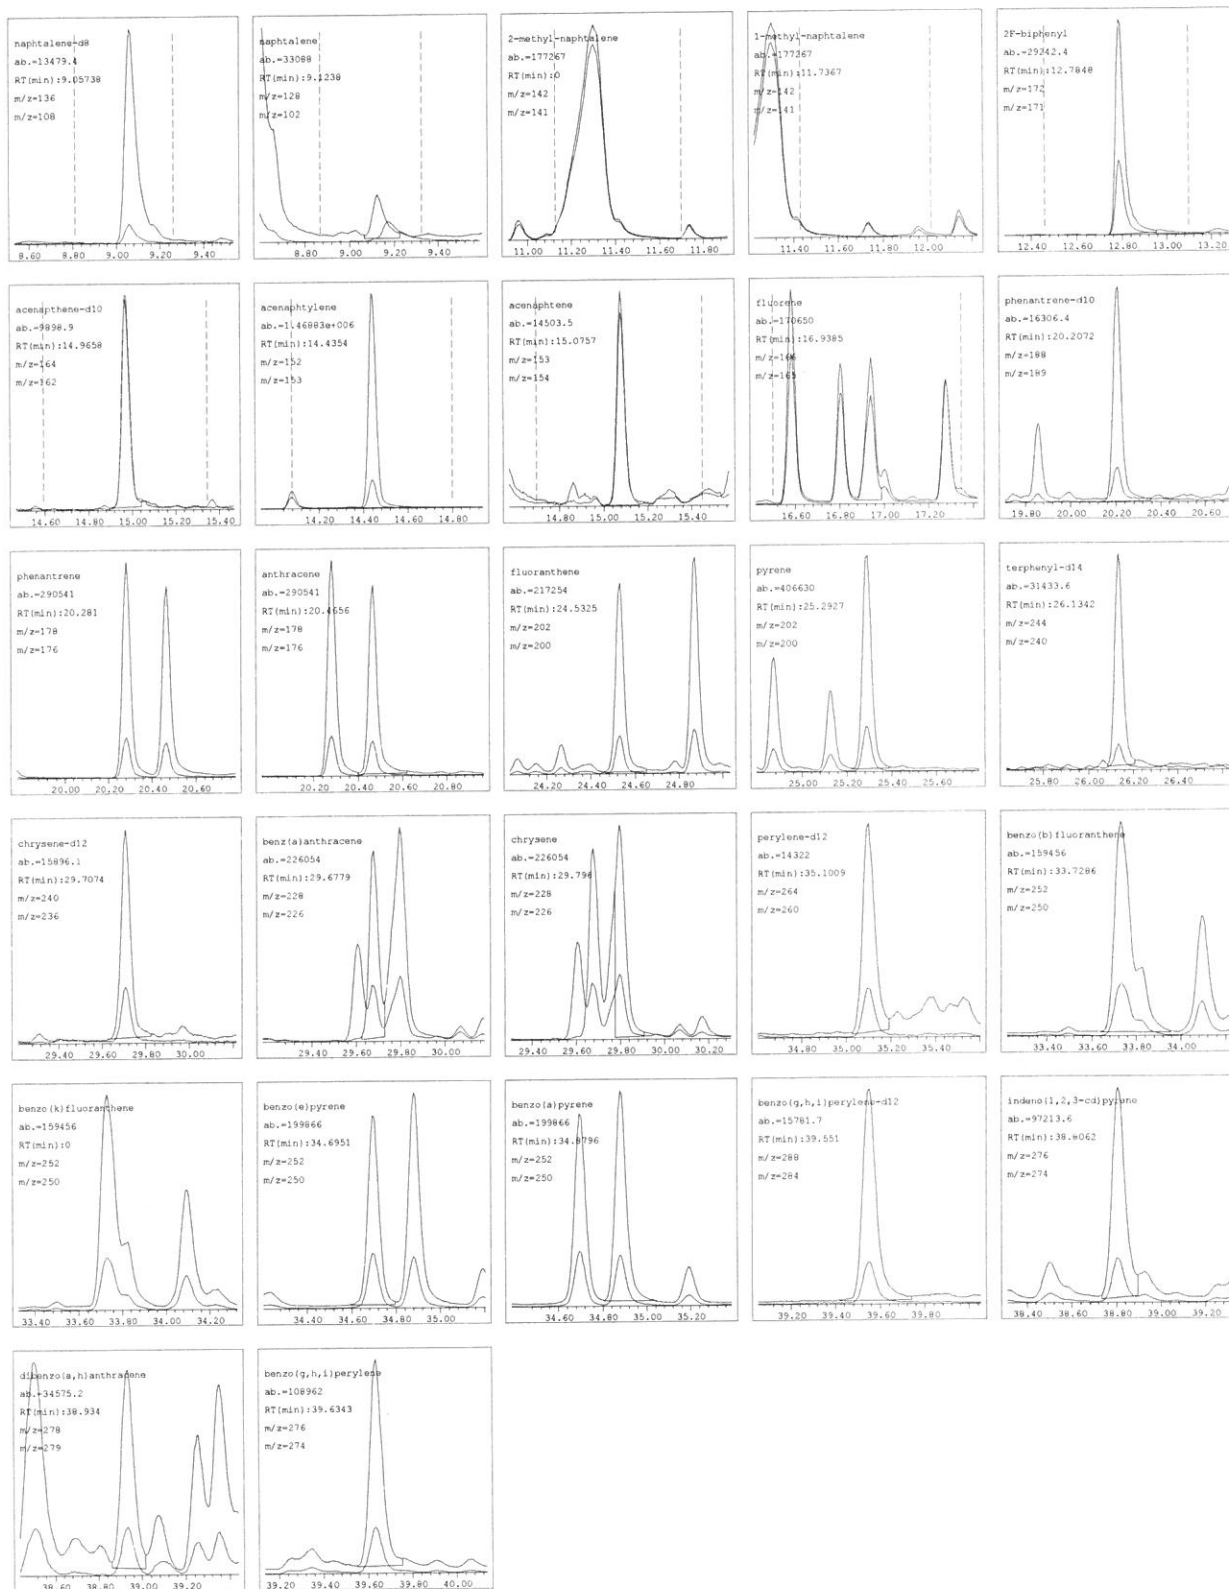 naphtalene-d8
ab.=13479.4
RT(min):9.05738
m/z=136
m/z=108
8.60 8.80 9.00 9.20 9.40
naphtalene
ab.=33088
RT(min):9.1238
m/z=128
m/z=102
8.80 9.00 9.20 9.40
2-methyl-naphtalene
ab.=177267
RT(min):0
m/z=142
m/z=141
11.00 11.20 11.40 11.60 11.80
1-methyl-naphtalene
ab.=177267
RT(min):11.7367
m/z=142
m/z=141
11.40 11.60 11.80 12.00
2F-biphenyl
ab.=29242.4
RT(min):12.7848
m/z=172
m/z=171
12.40 12.60 12.80 13.00 13.20
acenapthene-d10
ab.=9898.9
RT(min):14.9658
m/z=164
m/z=162
14.60 14.80 15.00 15.20 15.40
acenaphtylene
ab.=1.46883e+006
RT(min):14.4354
m/z=152
m/z=153
14.20 14.40 14.60 14.80
acenaphtene
ab.=14503.5
RT(min):15.0757
m/z=153
m/z=154
14.80 15.00 15.20 15.40
fluorene
ab.=170650
RT(min):16.9385
m/z=166
m/z=165
16.60 16.80 17.00 17.20
phenantrene-d10
ab.=16306.4
RT(min):20.2072
m/z=188
m/z=189
19.80 20.00 20.20 20.40 20.60
phenantrene
ab.=290541
RT(min):20.281
m/z=178
m/z=176
20.00 20.20 20.40 20.60
anthracene
ab.=290541
RT(min):20.4656
m/z=178
m/z=176
20.20 20.40 20.60 20.80
fluoranthene
ab.=217254
RT(min):24.5325
m/z=202
m/z=200
24.20 24.40 24.60 24.80
pyrene
ab.=406630
RT(min):25.2927
m/z=202
m/z=200
25.00 25.20 25.40 25.60
terphenyl-d14
ab.=31433.6
RT(min):26.1342
m/z=244
m/z=240
25.80 26.00 26.20 26.40
chrysene-d12
ab.=15896.1
RT(min):29.7074
m/z=240
m/z=236
29.40 29.60 29.80 30.00
benz(a)anthracene
ab.=226054
RT(min):29.6779
m/z=228
m/z=226
29.40 29.60 29.80 30.00
chrysene
ab.=226054
RT(min):29.796
m/z=228
m/z=226
29.40 29.60 29.80 30.00 30.20
perylene-d12
ab.=14322
RT(min):35.1009
m/z=264
m/z=260
34.80 35.00 35.20 35.40
benzo(b)fluoranthene
ab.=159456
RT(min):33.7286
m/z=252
m/z=250
33.40 33.60 33.80 34.00
benzo(k)fluoranthene
ab.=159456
RT(min):0
m/z=252
m/z=250
33.40 33.60 33.80 34.00 34.20
benzo(e)pyrene
ab.=199866
RT(min):34.6951
m/z=252
m/z=250
34.40 34.60 34.80 35.00
benzo(a)pyrene
ab.=199866
RT(min):34.8796
m/z=252
m/z=250
34.60 34.80 35.00 35.20
benzo(g,h,i)perylene-d12
ab.=15781.7
RT(min):39.551
m/z=288
m/z=284
39.20 39.40 39.60 39.80
indeno(1,2,3-cd)pyrene
ab.=97213.6
RT(min):38.8062
m/z=276
m/z=274
38.40 38.60 38.80 39.00 39.20
dibenzo(a,h)anthracene
ab.=34575.2
RT(min):38.934
m/z=278
m/z=279
38.60 38.80 39.00 39.20
benzo(g,h,i)perylene
ab.=108962
RT(min):39.6343
m/z=276
m/z=274
39.20 39.40 39.60 39.80 40.00